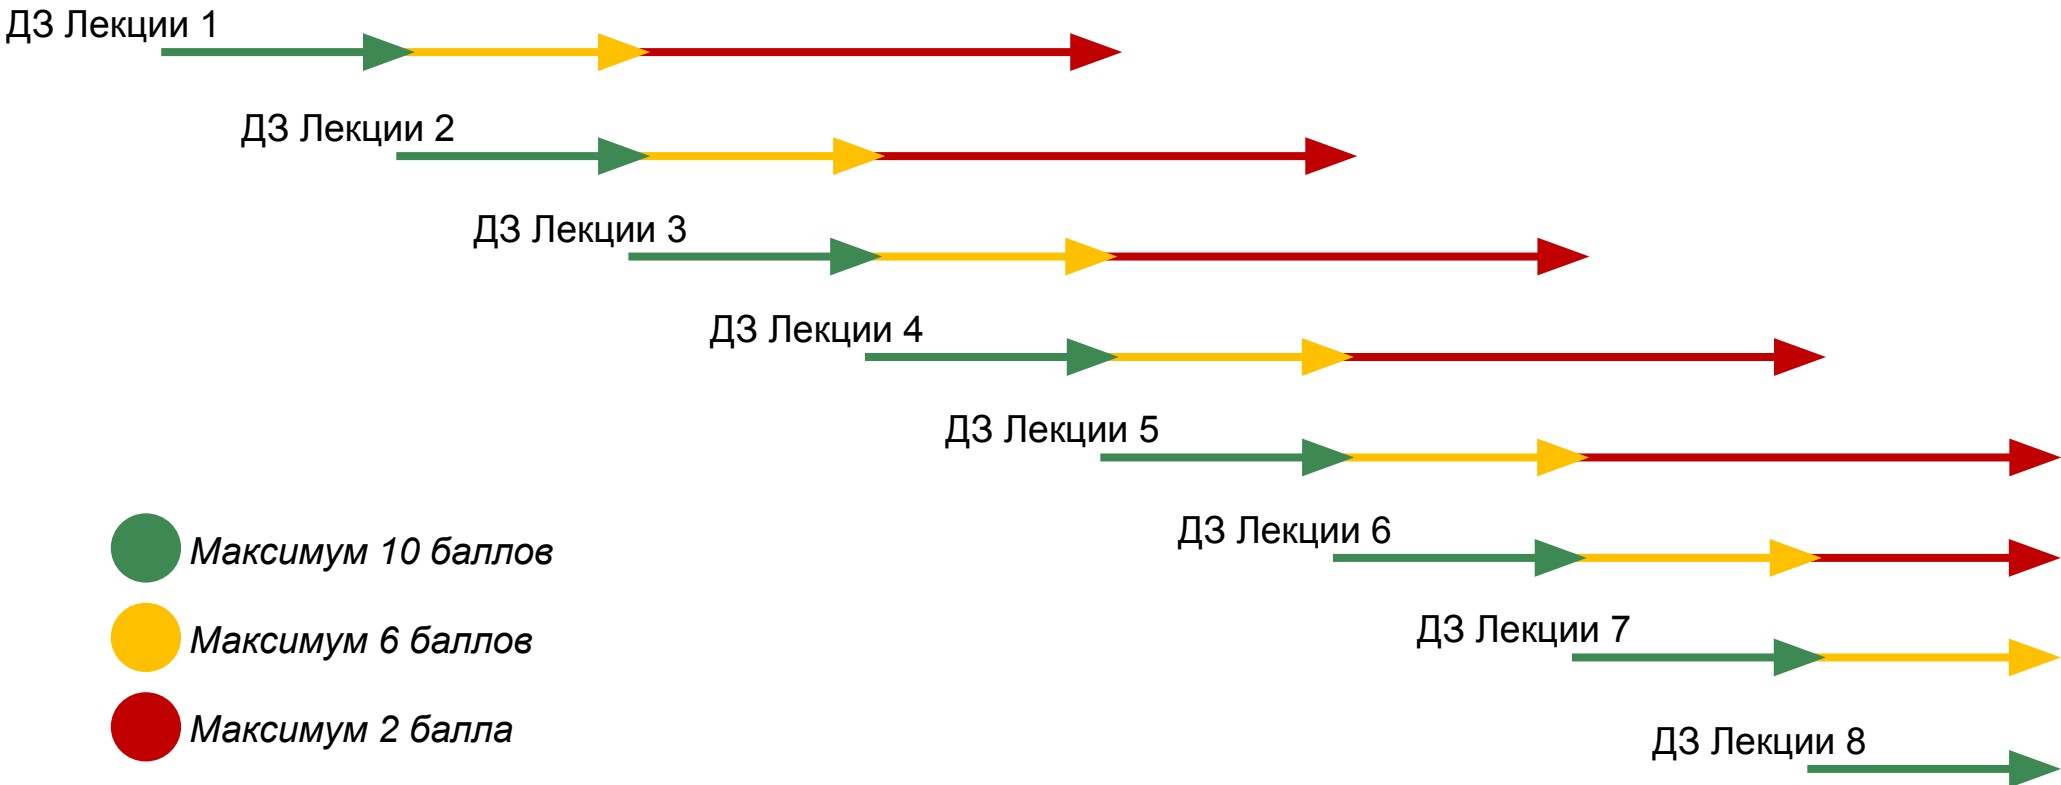 ДЗ Лекции 1
ДЗ Лекции 2
ДЗ Лекции 3
ДЗ Лекции 4
ДЗ Лекции 5
ДЗ Лекции 6
ДЗ Лекции 7
ДЗ Лекции 8
Максимум 10 баллов
Максимум 6 баллов
Максимум 2 балла